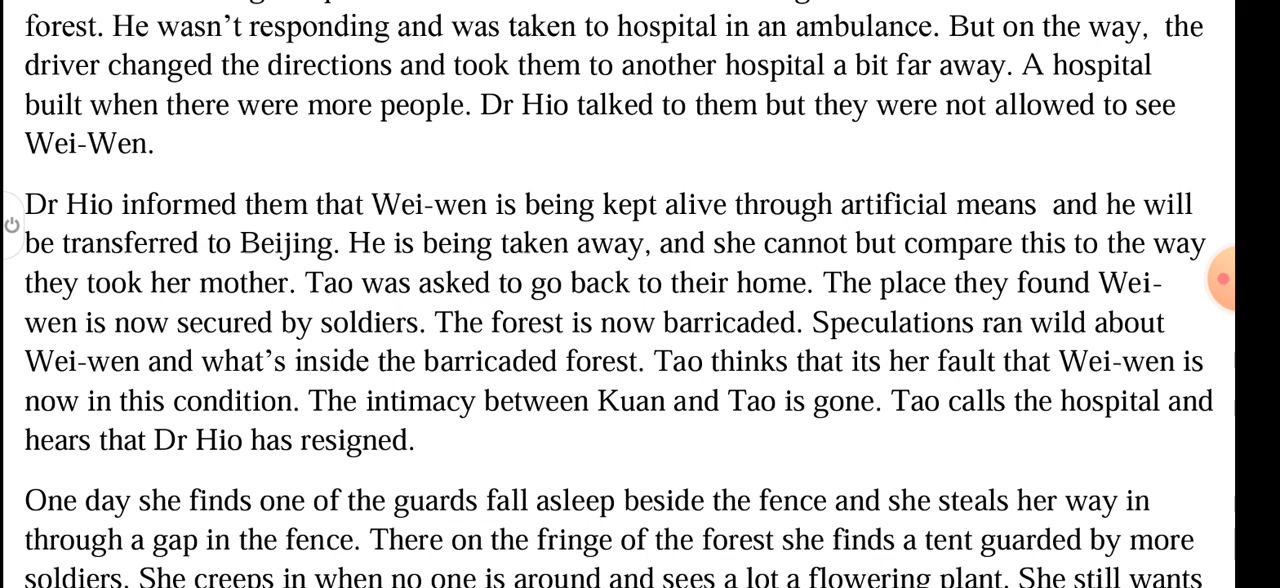 forest. He wasn’t responding and was taken to hospital in an ambulance. But on the way,  the
driver changed the directions and took them to another hospital a bit far away. A hospital
built when there were more people. Dr Hio talked to them but they were not allowed to see
Wei-Wen.
Dr Hio informed them that Wei-wen is being kept alive through artificial means  and he will
be transferred to Beijing. He is being taken away, and she cannot but compare this to the way
they took her mother. Tao was asked to go back to their home. The place they found Wei-
wen is now secured by soldiers. The forest is now barricaded. Speculations ran wild about
Wei-wen and what’s inside the barricaded forest. Tao thinks that its her fault that Wei-wen is
now in this condition. The intimacy between Kuan and Tao is gone. Tao calls the hospital and
hears that Dr Hio has resigned.
One day she finds one of the guards fall asleep beside the fence and she steals her way in
through a gap in the fence. There on the fringe of the forest she finds a tent guarded by more
soldiers. She creeps in when no one is around and sees a lot a flowering plant. She still wants